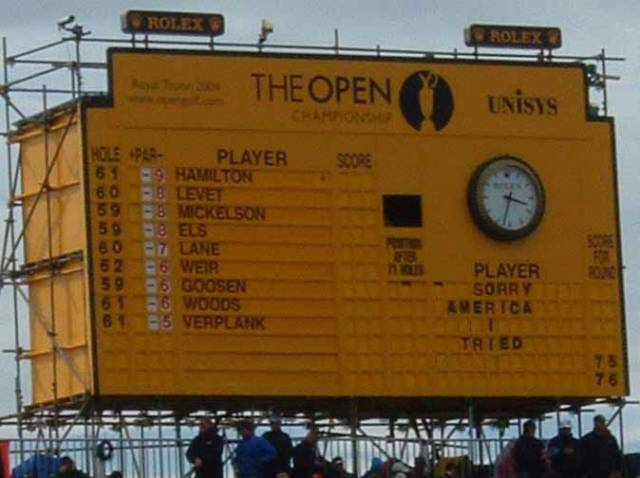 ROLEX
ROLEX
Royal Troon 2004
www.opengolf.com
THE OPEN
CHAMPIONSHIP
UNiSYS
HOLE +PAR- PLAYER SCORE
61 -9 HAMILTON
60 -8 LEVET
59 -8 MICKELSON
59 -8 ELS
60 -7 LANE
62 -6 WEIR
59 -6 GOOSEN
61 -6 WOODS
61 -5 VERPLANK
ROLEX
POSITION
AFTER
71 HOLES
PLAYER
SCORE
FOR
ROUND
SORRY
AMERICA
I
TRIED
75
76